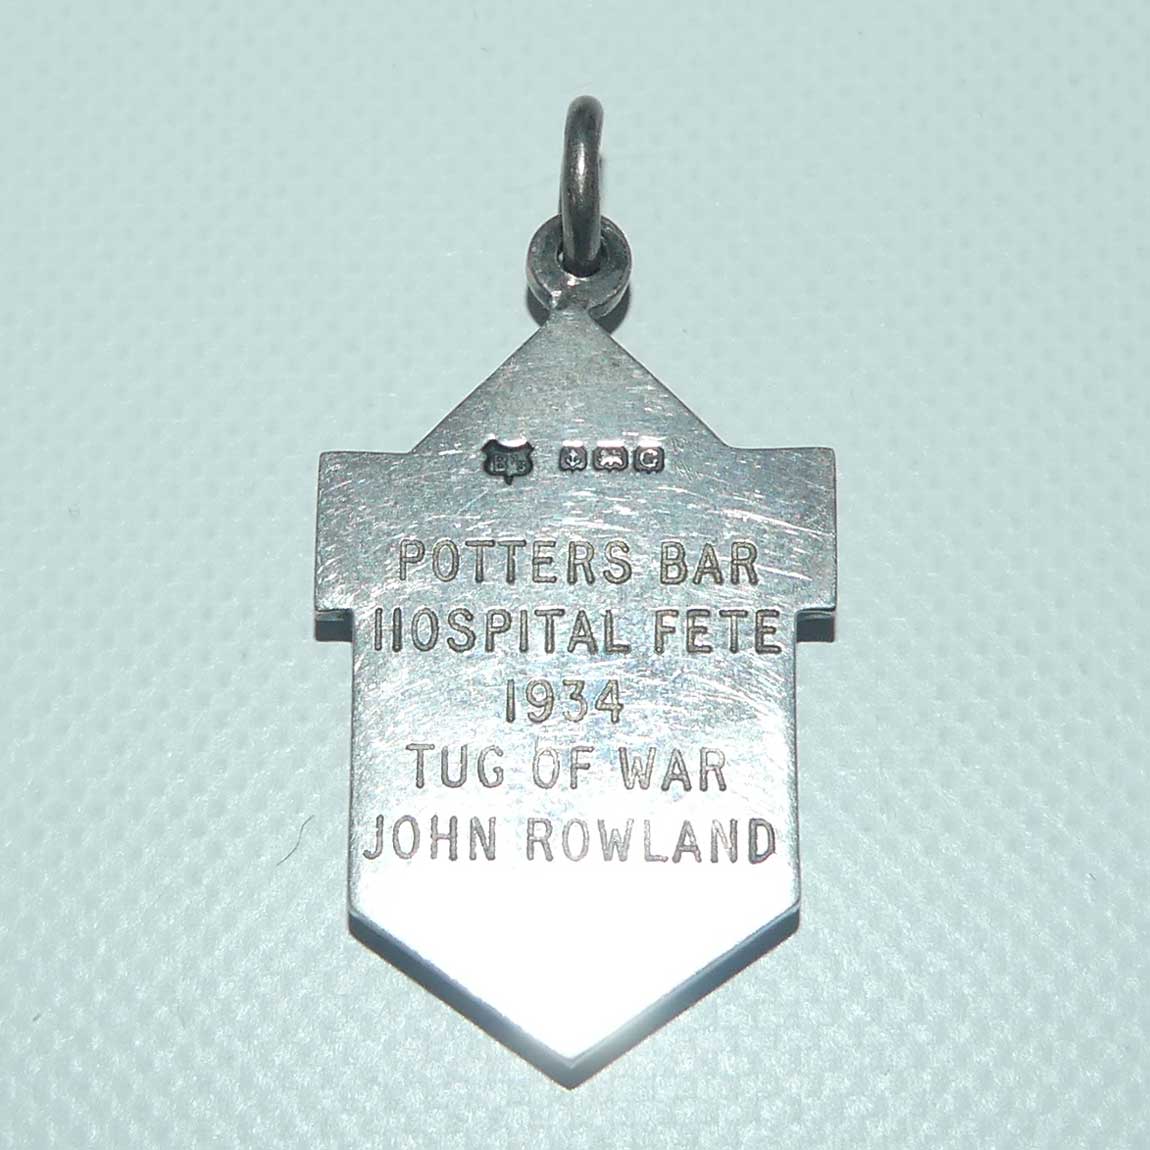 G
POTTERS BAR
HOSPITAL FETE
1934
TUG OF WAR
JOHN ROWLAND